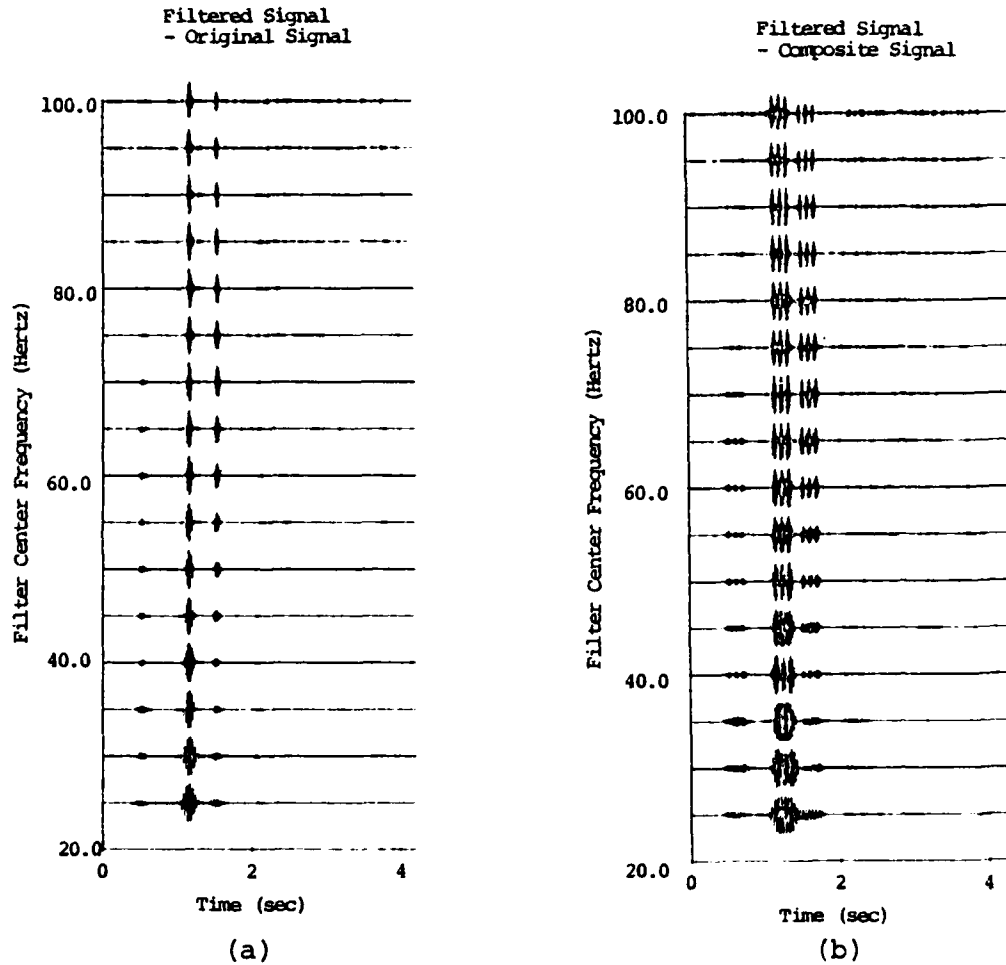 Filtered Signal
- Original Signal
100.0
80.0
60.0
40.0
20.0
Filter Center Frequency (Hertz)
0 2 4
Time (sec)
(a)
Filtered Signal
- Composite Signal
100.0
80.0
60.0
40.0
20.0
Filter Center Frequency (Hertz)
0 2 4
Time (sec)
(b)